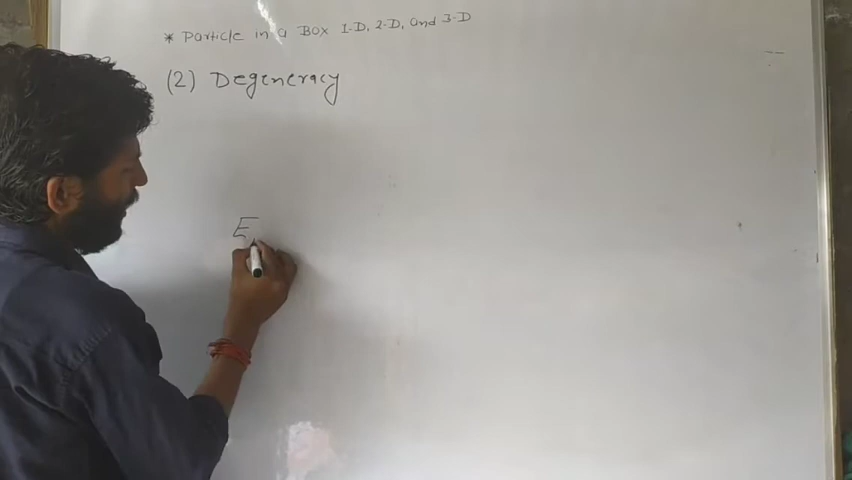 * Particle in a Box 1-D, 2-D, and 3-D
(2) Degeneracy
E